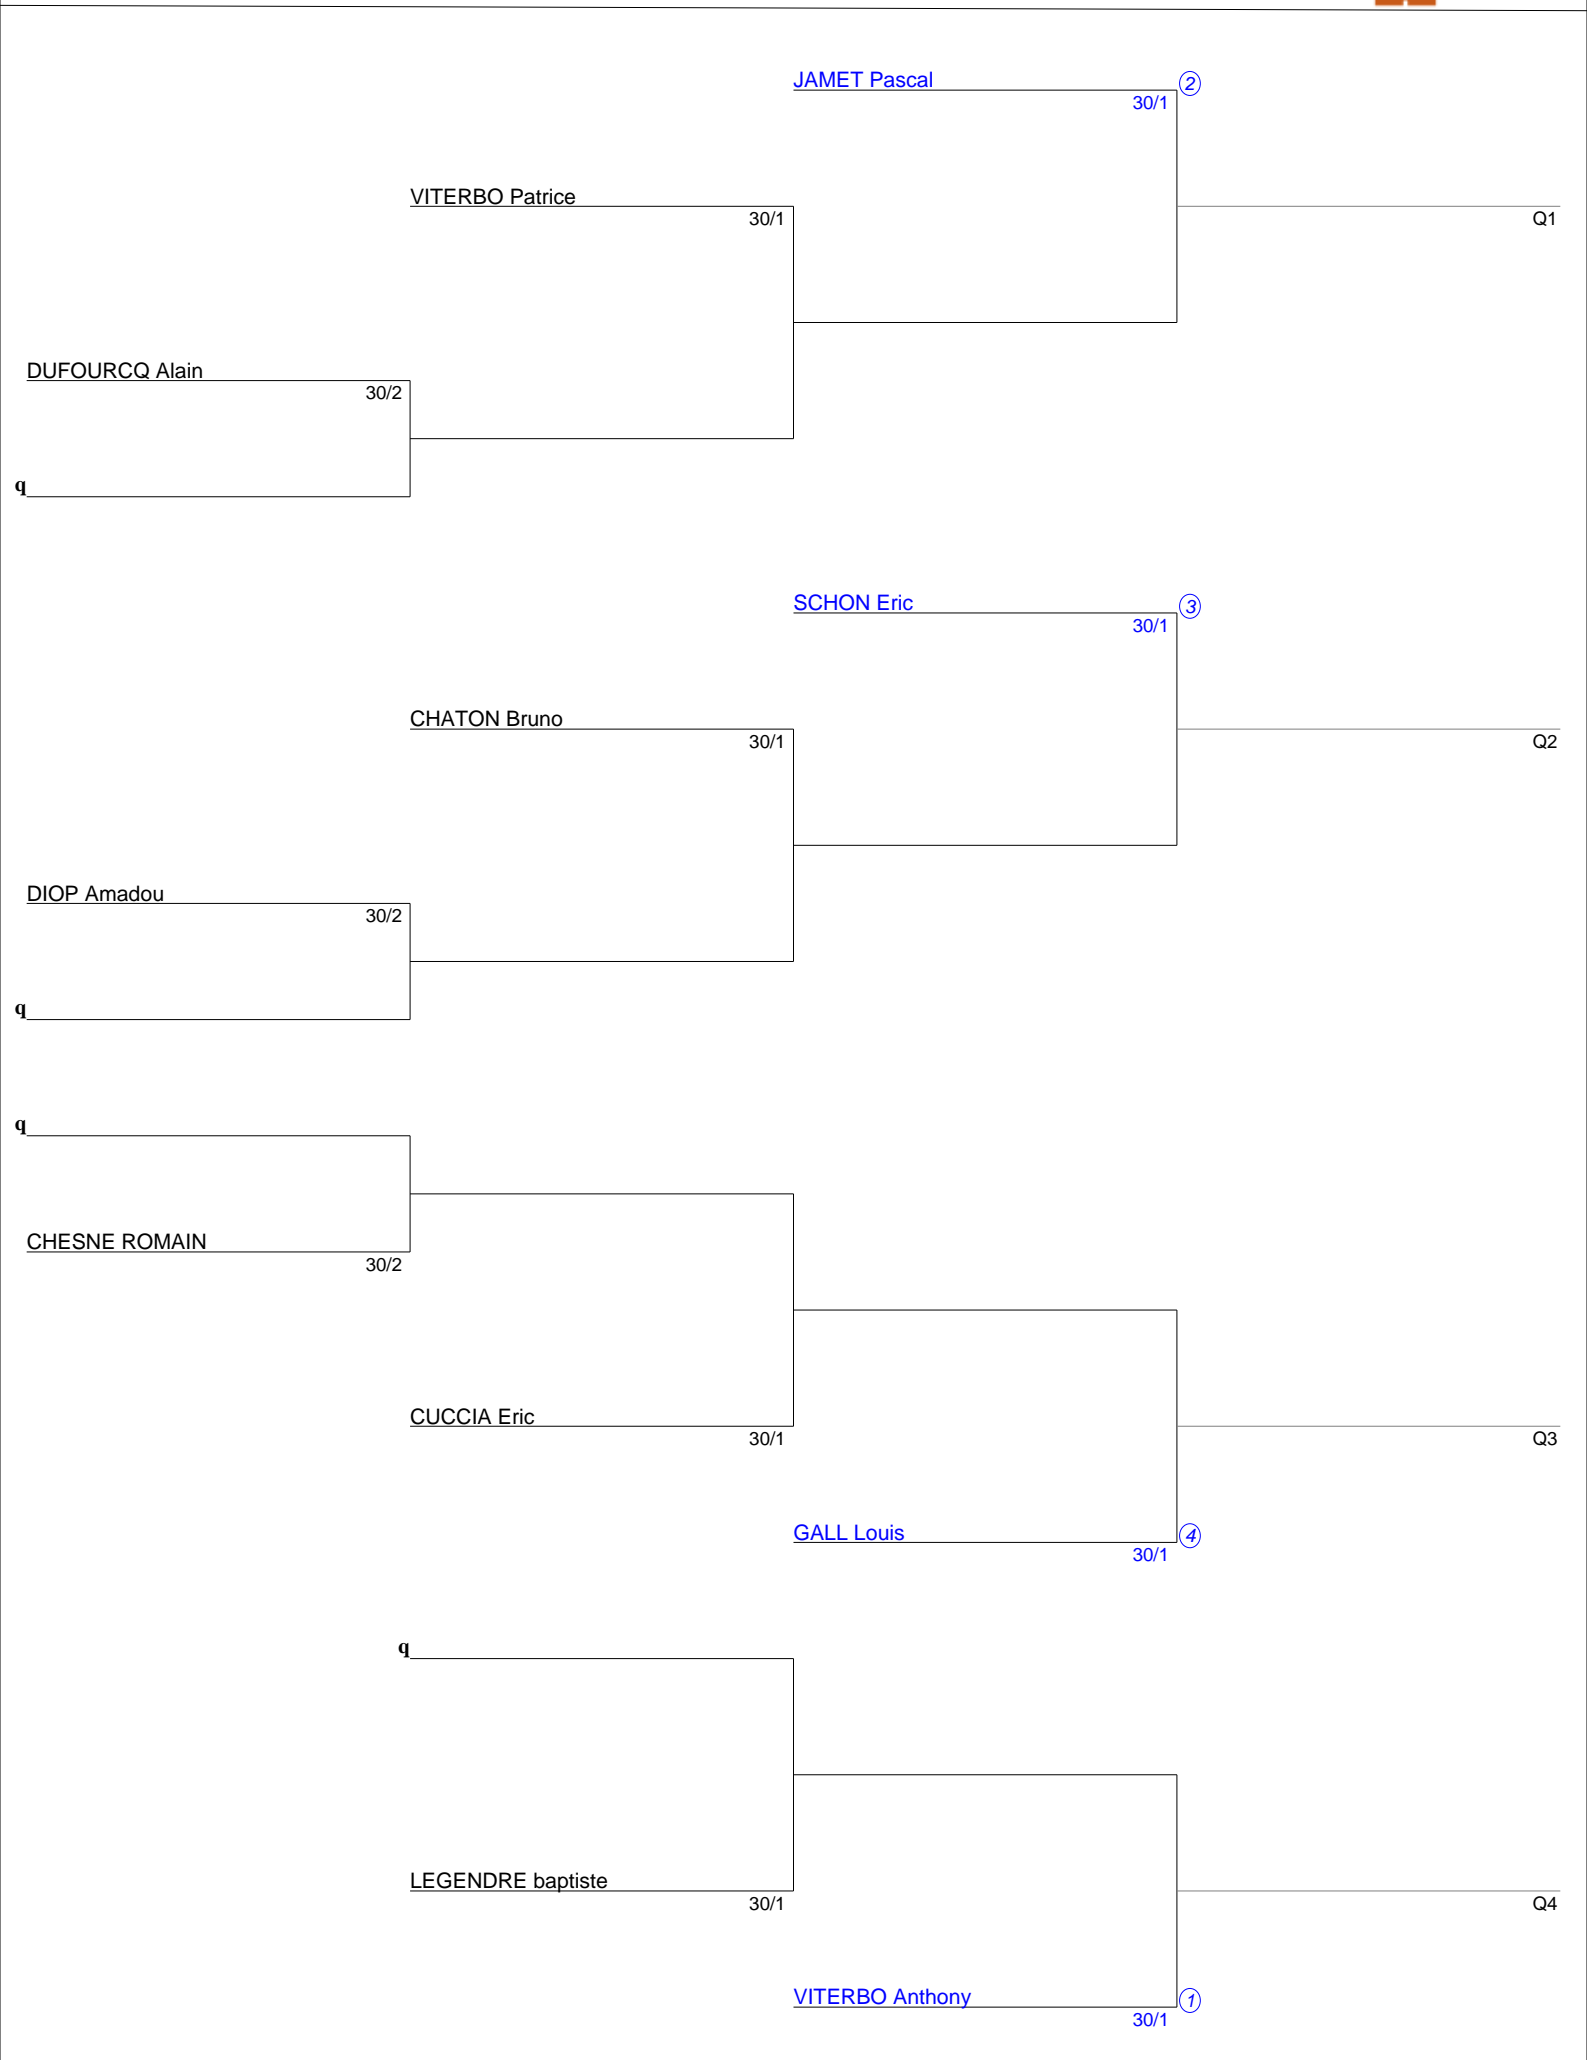 JAMET Pascal
2
30/1
VITERBO Patrice
30/1
Q1
DUFOURCQ Alain
30/2
q
SCHON Eric
3
30/1
CHATON Bruno
30/1
Q2
DIOP Amadou
30/2
q
q
CHESNE ROMAIN
30/2
CUCCIA Eric
30/1
Q3
GALL Louis
4
30/1
q
LEGENDRE baptiste
30/1
Q4
VITERBO Anthony
1
30/1